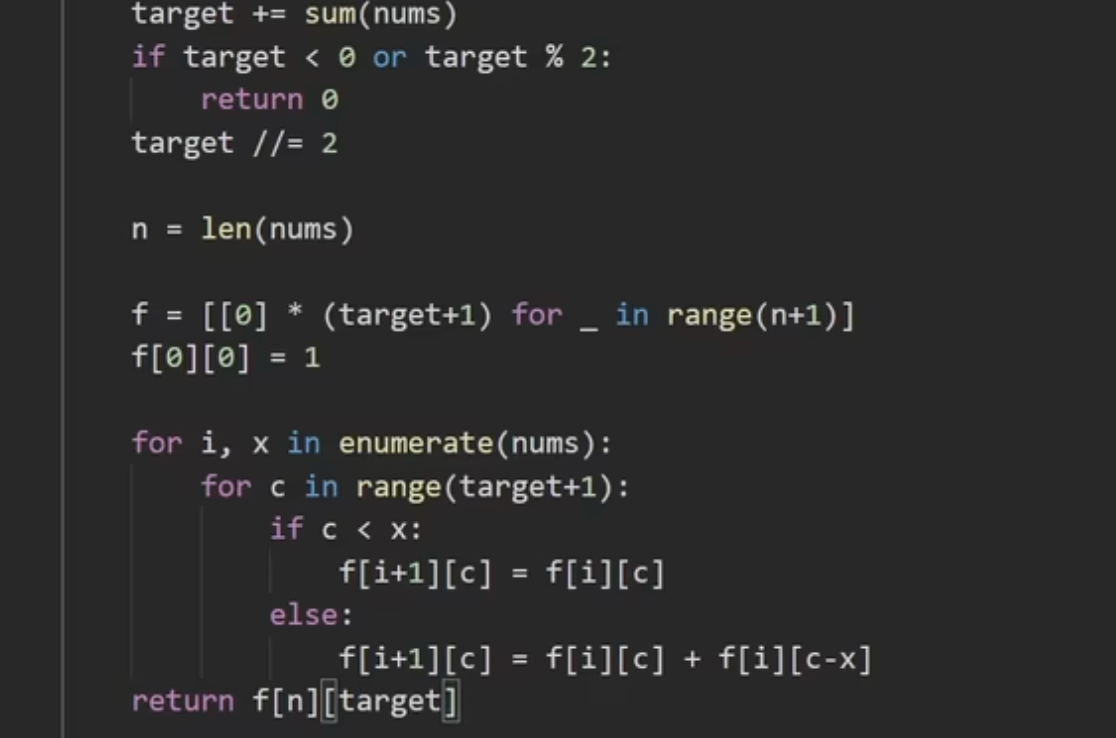 target += sum(nums)
if target < 0 or target % 2:
    return 0
target //= 2

n = len(nums)

f = [[0] * (target+1) for _ in range(n+1)]
f[0][0] = 1

for i, x in enumerate(nums):
    for c in range(target+1):
        if c < x:
            f[i+1][c] = f[i][c]
        else:
            f[i+1][c] = f[i][c] + f[i][c-x]
return f[n][target]